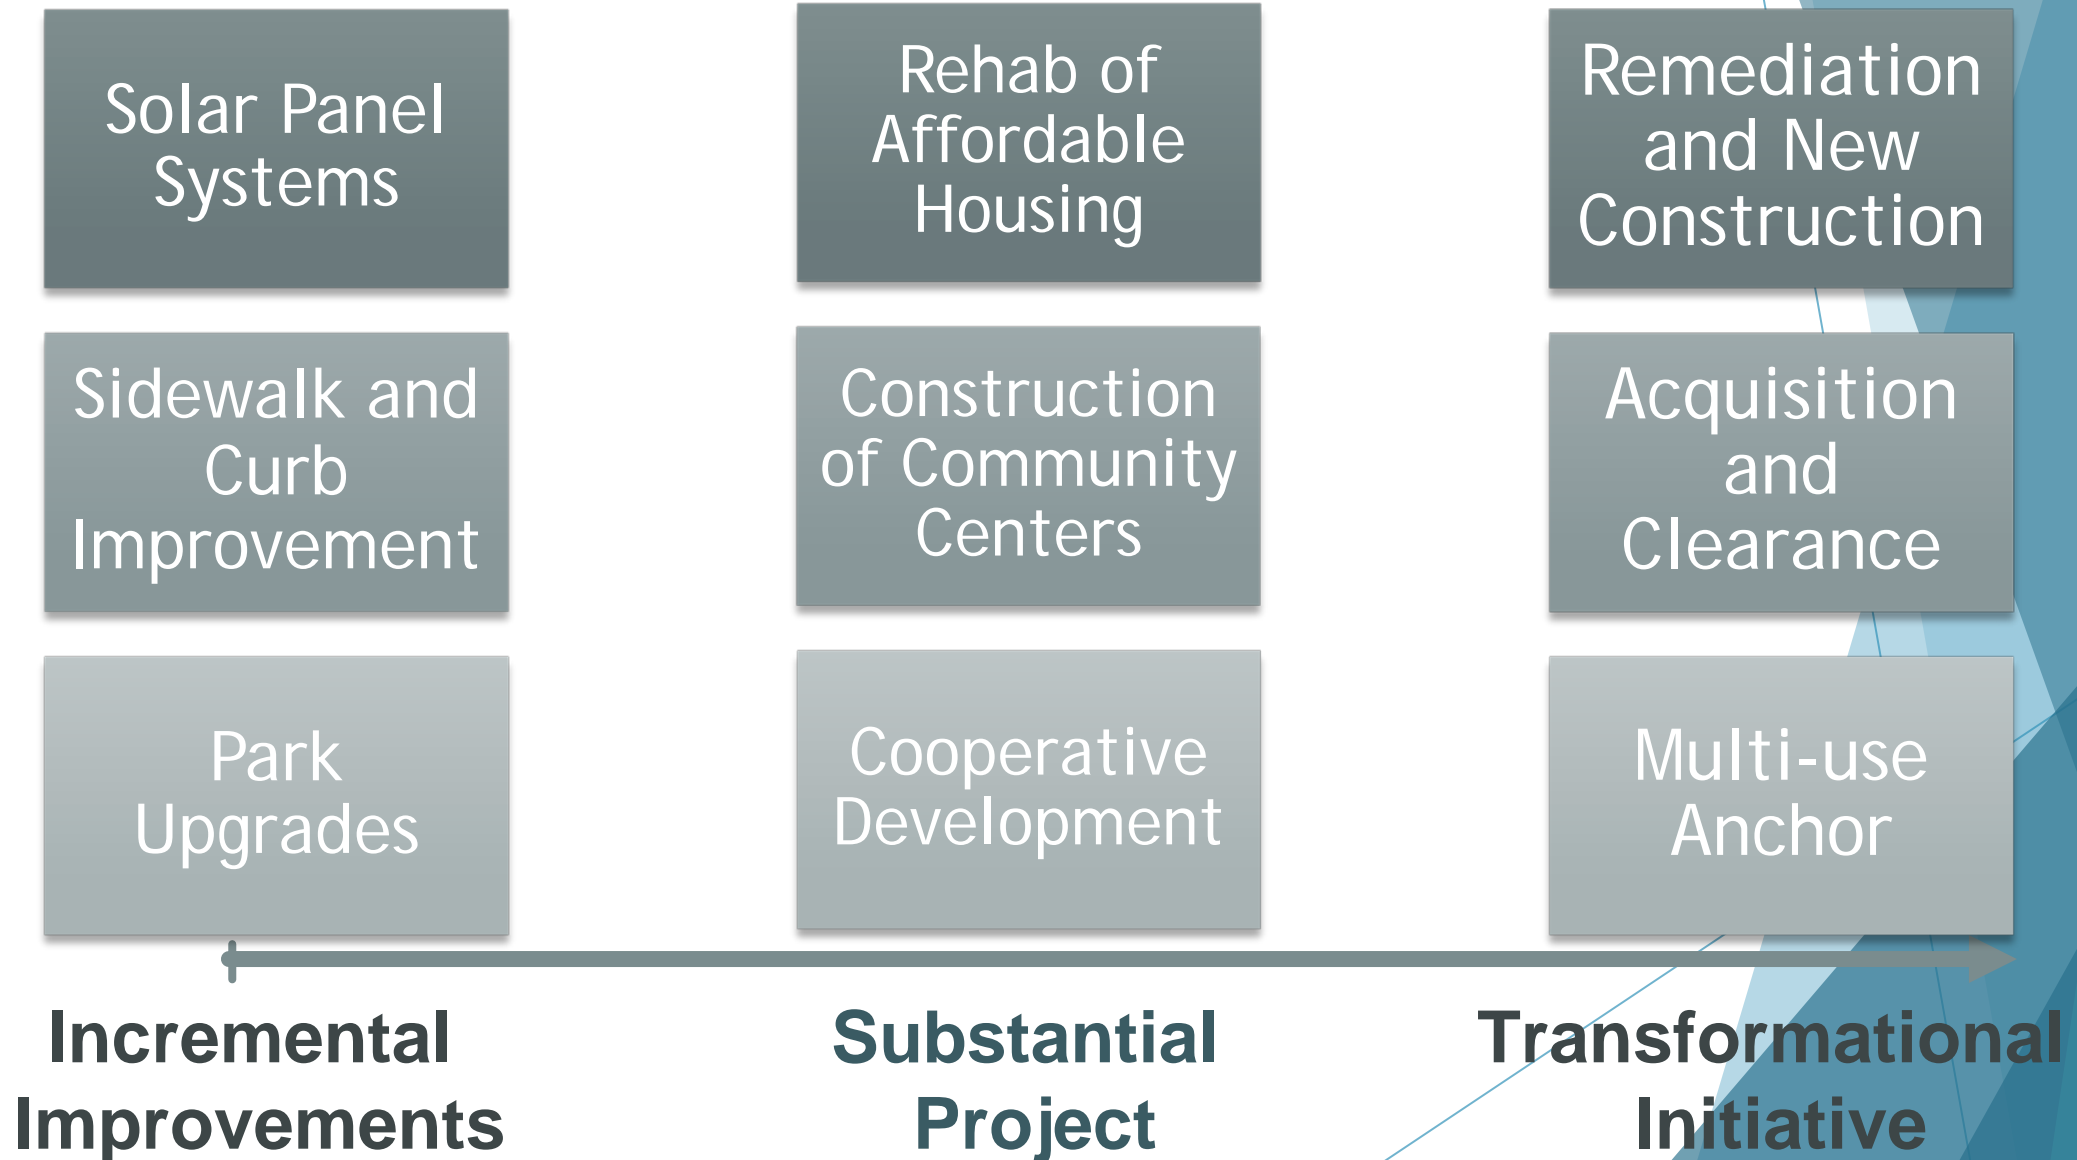 Solar Panel
Systems
Rehab of
Affordable
Housing
Remediation
and New
Construction
Sidewalk and
Curb
Improvement
Construction
of Community
Centers
Acquisition
and
Clearance
Park
Upgrades
Cooperative
Development
Multi-use
Anchor
Incremental
Improvements
Substantial
Project
Transformational
Initiative